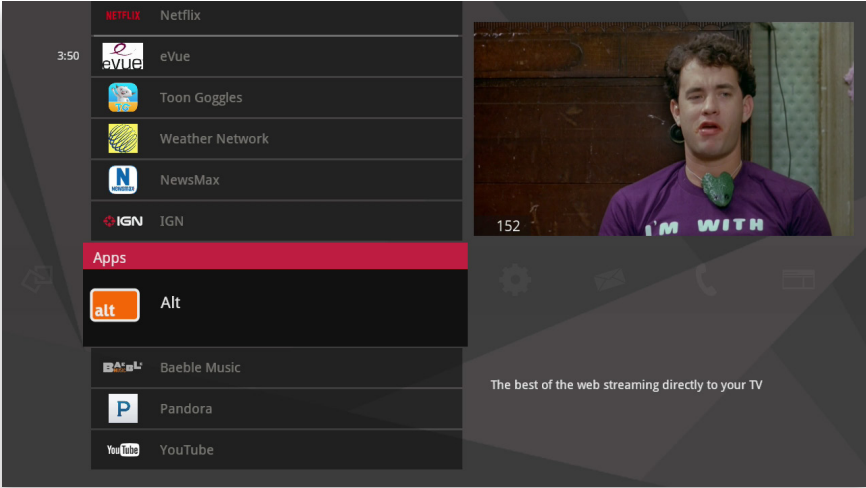 NETFLIX Netflix
3:50
eVue eVue
TG Toon Goggles
Weather Network
N NEWSMAX NewsMax
IGN IGN
152
I'M WITH
Apps
alt Alt
Baeble Music
The best of the web streaming directly to your TV
P Pandora
YouTube YouTube